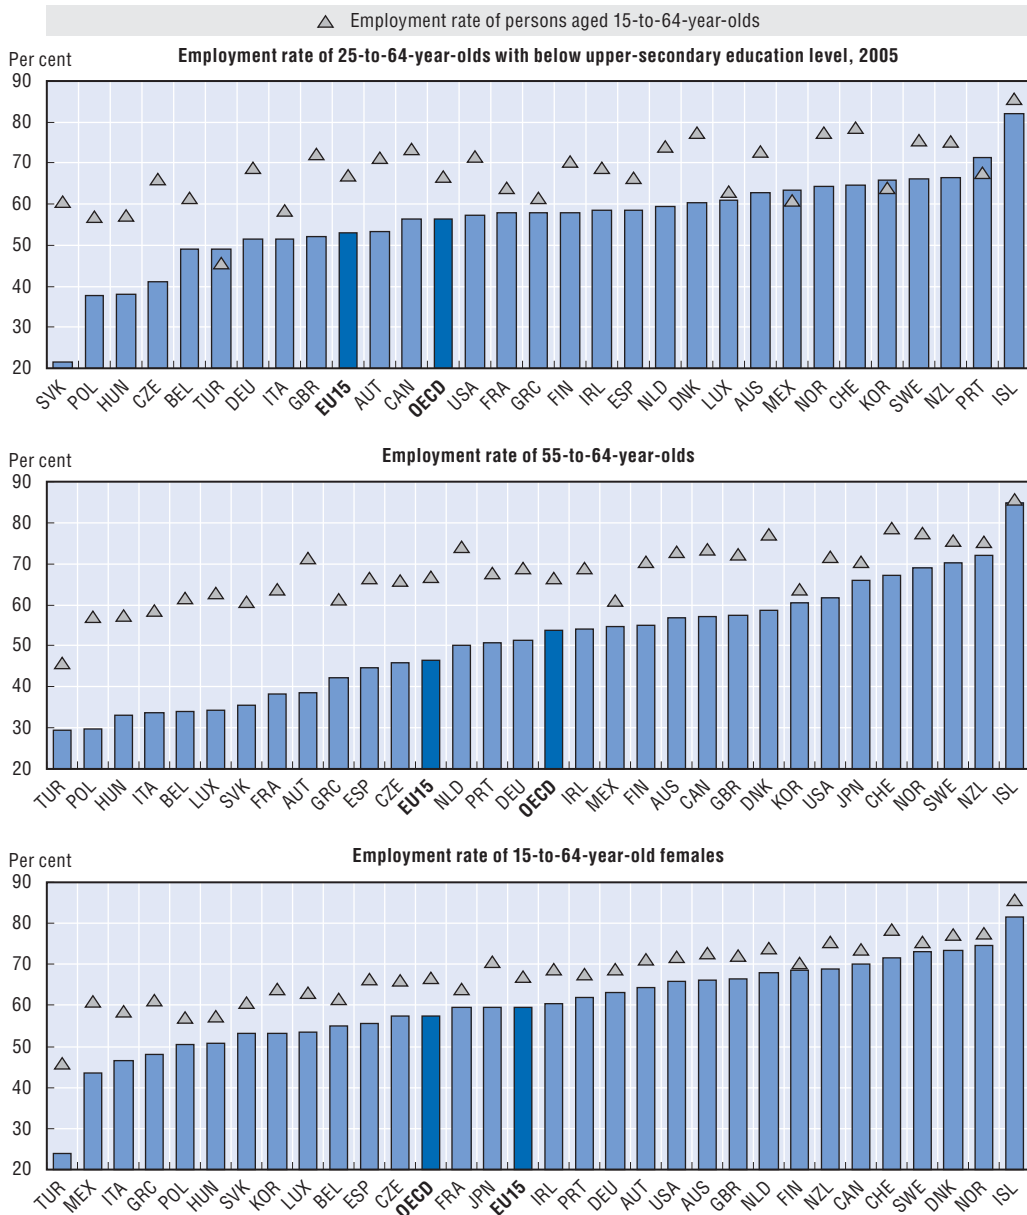 Employment rate of persons aged 15-to-64-year-olds
Per cent
Employment rate of 25-to-64-year-olds with below upper-secondary education level, 2005
90
80
70
60
50
40
30
20
SVK POL HUN CZE BEL TUR DEU ITA GBR EU15 AUT CAN OECD USA FRA GRC FIN IRL ESP NLD DNK LUX AUS MEX NOR CHE KOR SWE NZL PRT ISL
Per cent
Employment rate of 55-to-64-year-olds
90
80
70
60
50
40
30
20
TUR POL HUN ITA BEL LUX SVK FRA AUT GRC ESP CZE EU15 NLD PRT DEU OECD IRL MEX FIN AUS CAN GBR DNK KOR USA JPN CHE NOR SWE NZL ISL
Per cent
Employment rate of 15-to-64-year-old females
90
80
70
60
50
40
30
20
TUR MEX ITA GRC POL HUN SVK KOR LUX BEL ESP CZE OECD FRA JPN EU15 IRL PRT DEU AUT USA AUS GBR NLD FIN NZL CAN CHE SWE DNK NOR ISL